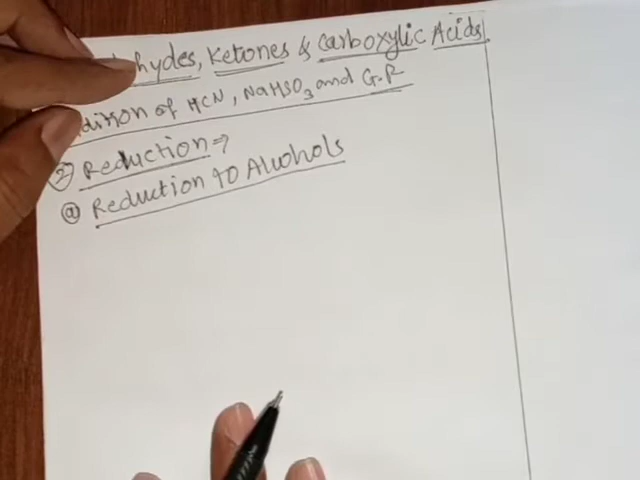 hydes, Ketones & Carboxylic Acids
dition of HCN, NaHSO3 and G.R
② Reduction ⇒
ⓐ Reduction to Alcohols